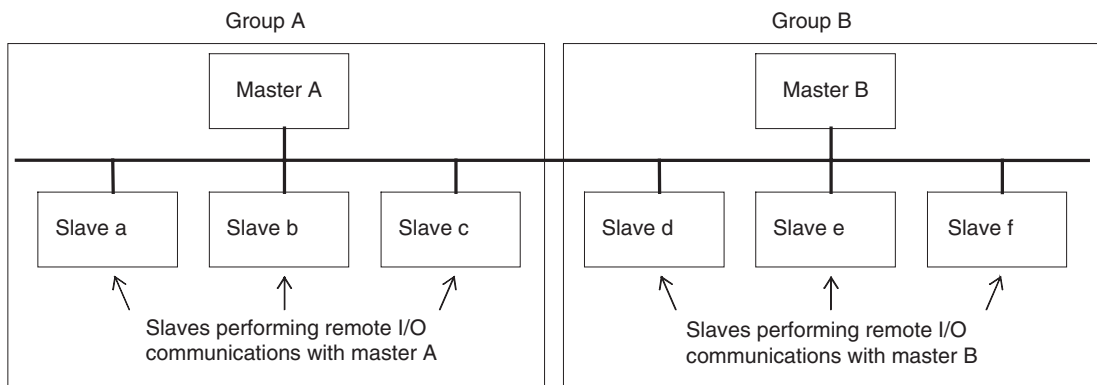 Group A
Group B
Master A
Master B
Slave a
Slave b
Slave c
Slave d
Slave e
Slave f
Slaves performing remote I/O
communications with master A
Slaves performing remote I/O
communications with master B